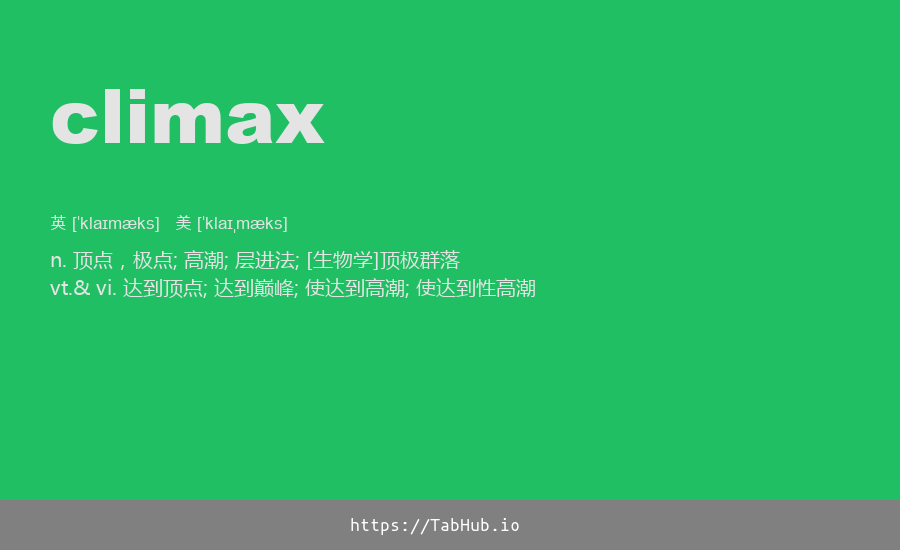 climax
英 [ˈklaɪmæks] 美 [ˈklaɪˌmæks]
n. 顶点，极点; 高潮; 层进法; [生物学]顶极群落
vt.& vi. 达到顶点; 达到巅峰; 使达到高潮; 使达到性高潮
https://TabHub.io